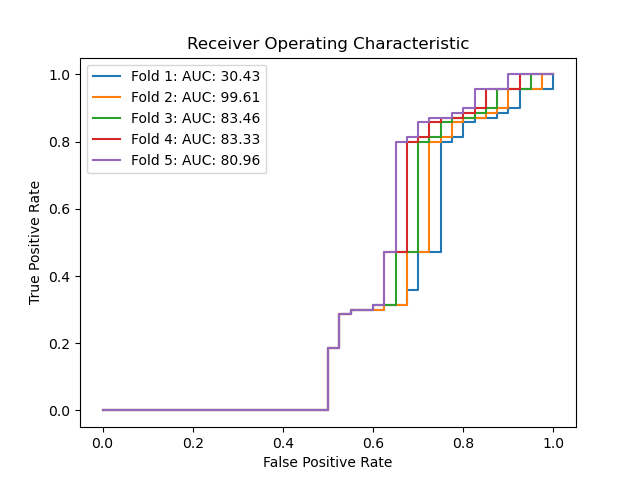 Receiver Operating Characteristic
Fold 1: AUC: 30.43
Fold 2: AUC: 99.61
Fold 3: AUC: 83.46
Fold 4: AUC: 83.33
Fold 5: AUC: 80.96
True Positive Rate
1.0
0.8
0.6
0.4
0.2
0.0
0.0 0.2 0.4 0.6 0.8 1.0
False Positive Rate